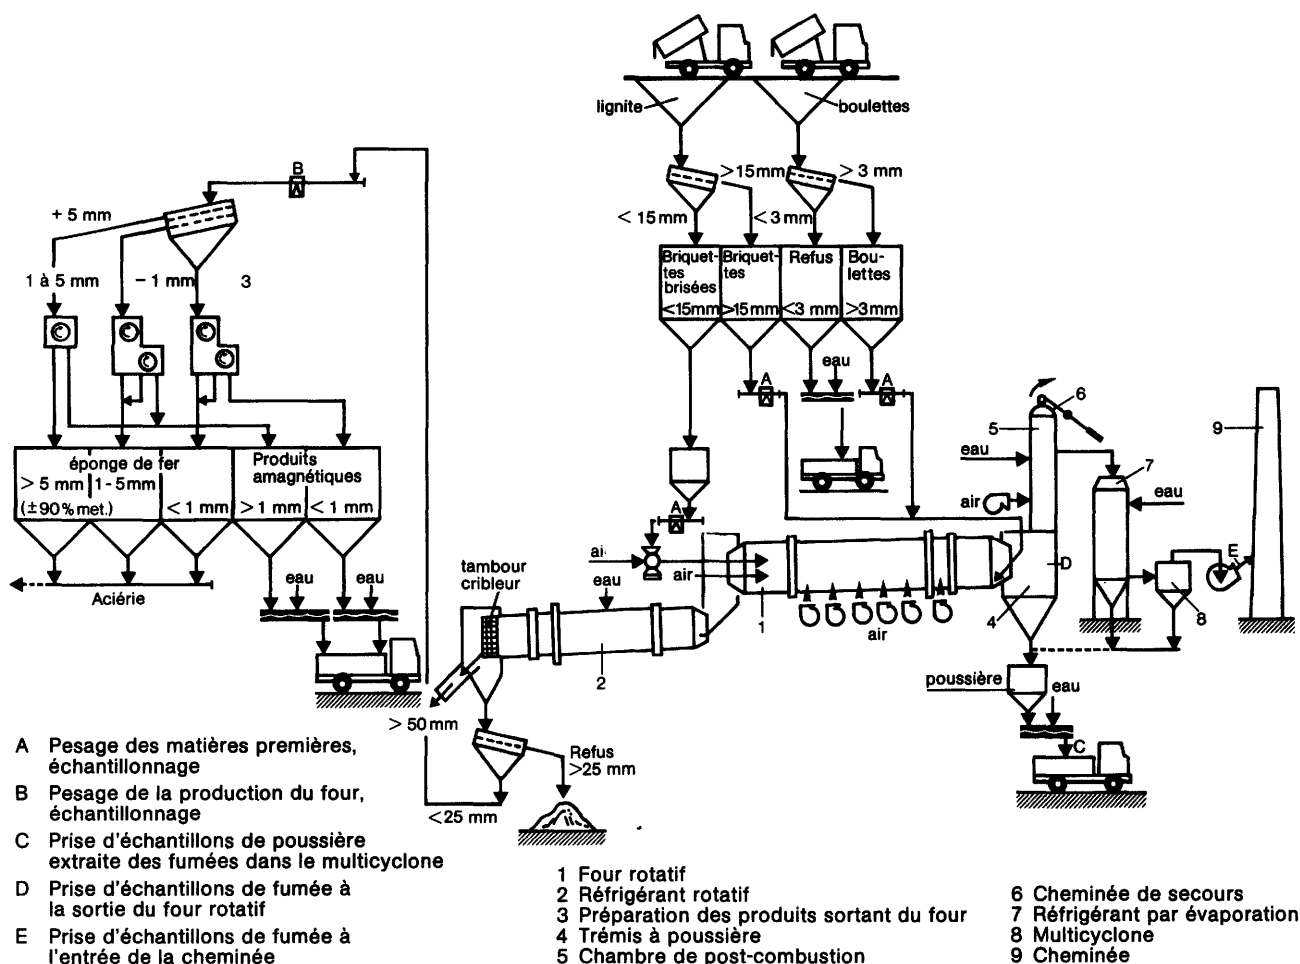 lignite
boulettes
B
>15mm
> 3 mm
+ 5 mm
< 15mm
<3mm
1 à 5 mm
− 1 mm
3
Briquet-
tes
brisées
<15mm
Briquet-
tes
>15mm
Refus
<3 mm
Bou-
lettes
>3mm
eau
A
A
6
5
9
eau
7
éponge de fer
Produits
amagnétiques
> 5 mm
1-5mm
(±90% met.)
<1 mm
>1 mm
<1 mm
air
eau
A
E
ai
tambour
cribleur
eau
air
D
Aciérie
eau
eau
1
air
4
8
2
poussière
eau
> 50 mm
C
Refus
>25 mm
<25 mm
A Pesage des matières premières,
échantillonnage
B Pesage de la production du four,
échantillonnage
C Prise d'échantillons de poussière
extraite des fumées dans le multicyclone
D Prise d'échantillons de fumée à
la sortie du four rotatif
E Prise d'échantillons de fumée à
l'entrée de la cheminée
1 Four rotatif
2 Réfrigérant rotatif
3 Préparation des produits sortant du four
4 Trémis à poussière
5 Chambre de post-combustion
6 Cheminée de secours
7 Réfrigérant par évaporation
8 Multicyclone
9 Cheminée